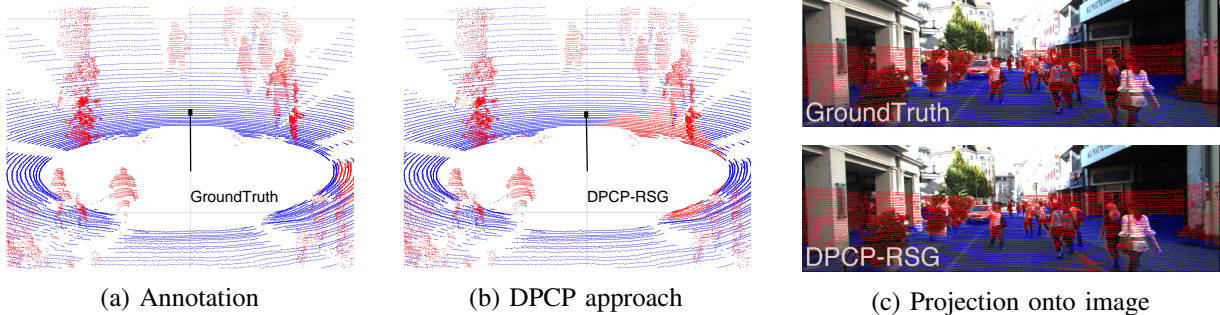 GroundTruth
DPCP-RSG
GroundTruth
DPCP-RSG
(a) Annotation
(b) DPCP approach
(c) Projection onto image